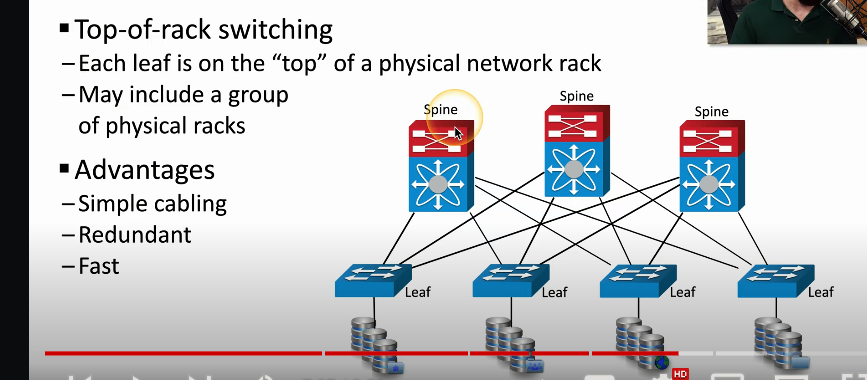 ▪ Top-of-rack switching
– Each leaf is on the “top” of a physical network rack
– May include a group
of physical racks
▪ Advantages
– Simple cabling
– Redundant
– Fast
Spine
Spine
Spine
Leaf
Leaf
Leaf
Leaf
HD